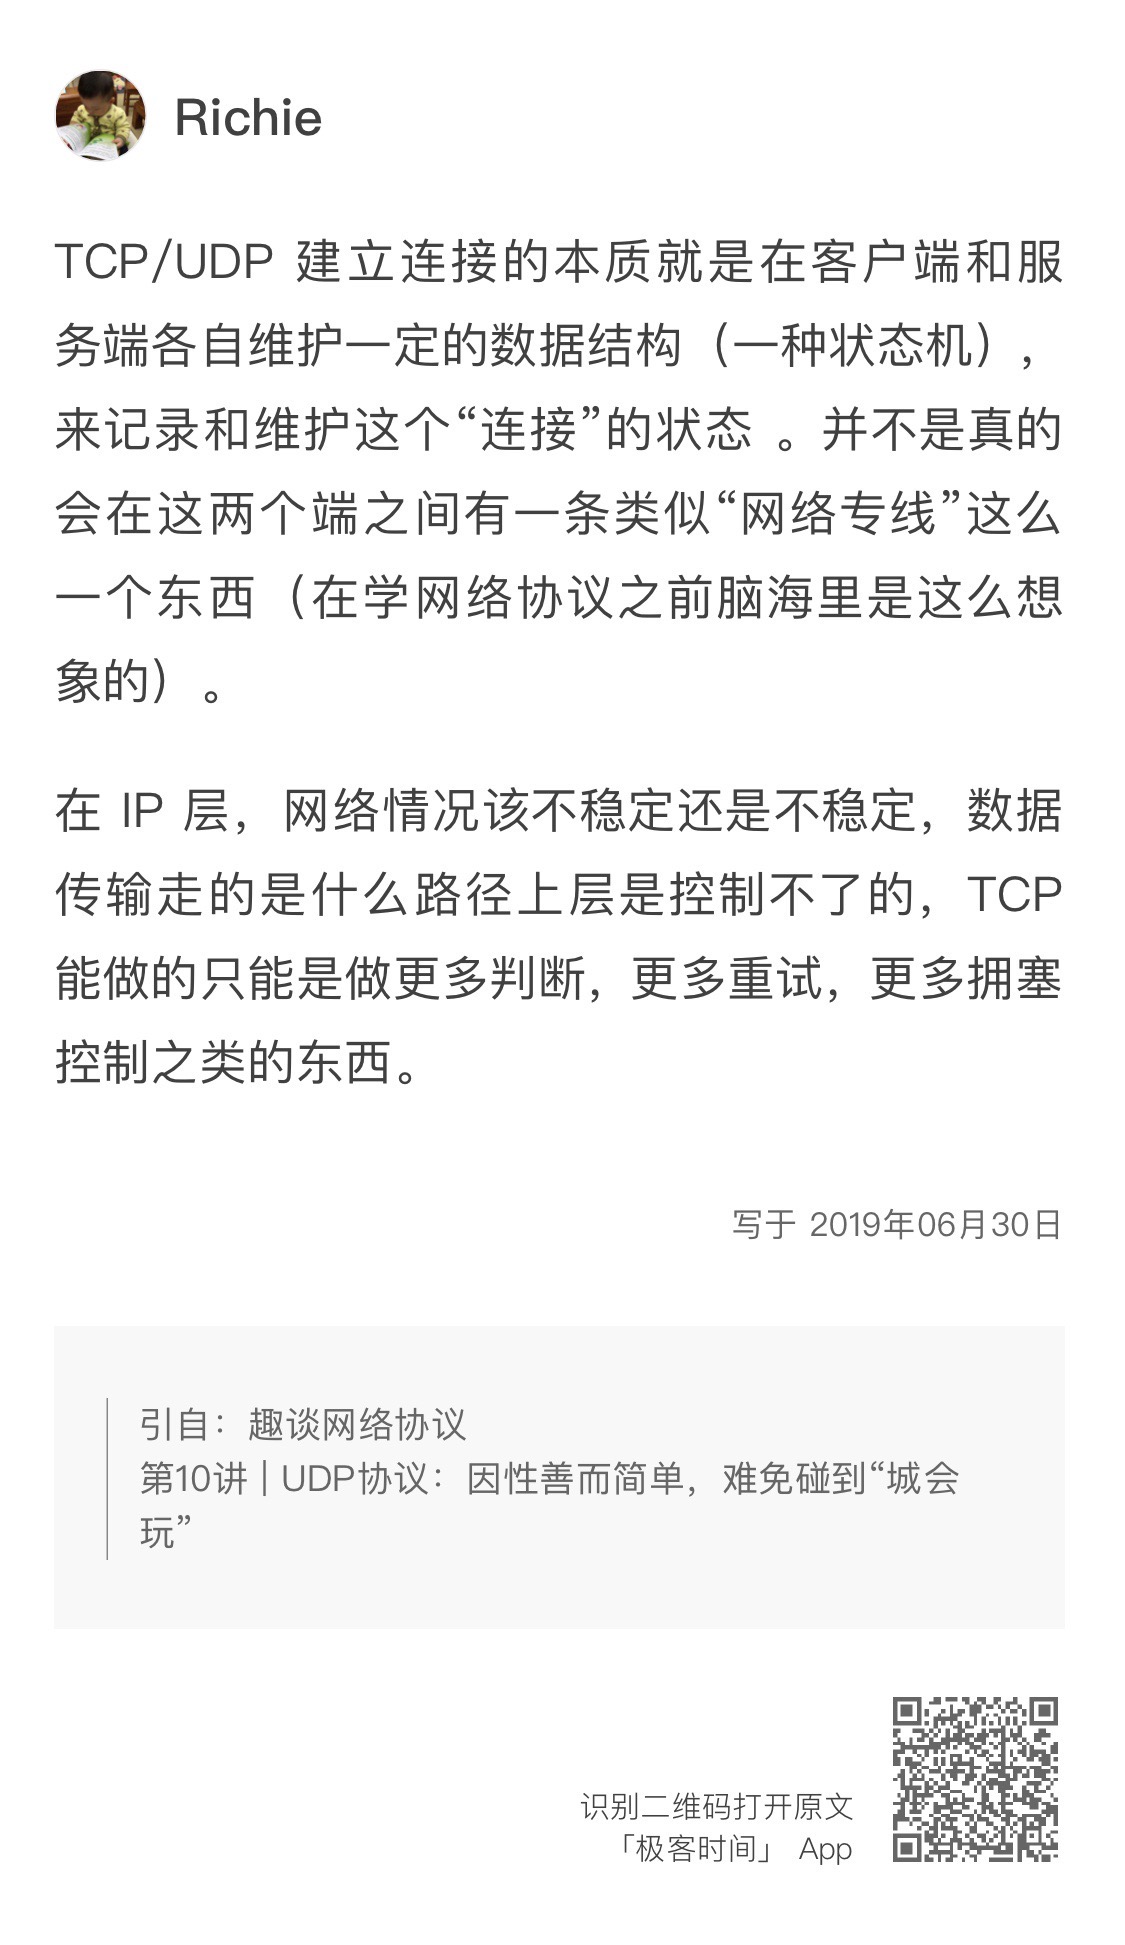 Richie
TCP/UDP 建立连接的本质就是在客户端和服
务端各自维护一定的数据结构（一种状态机），
来记录和维护这个“连接”的状态 。并不是真的
会在这两个端之间有一条类似“网络专线”这么
一个东西（在学网络协议之前脑海里是这么想
象的） 。
在 IP 层，网络情况该不稳定还是不稳定，数据
传输走的是什么路径上层是控制不了的，TCP
能做的只能是做更多判断，更多重试，更多拥塞
控制之类的东西。
写于 2019年06月30日
引自：趣谈网络协议
第10讲 | UDP协议：因性善而简单，难免碰到“城会
玩”
识别二维码打开原文
「极客时间」 App